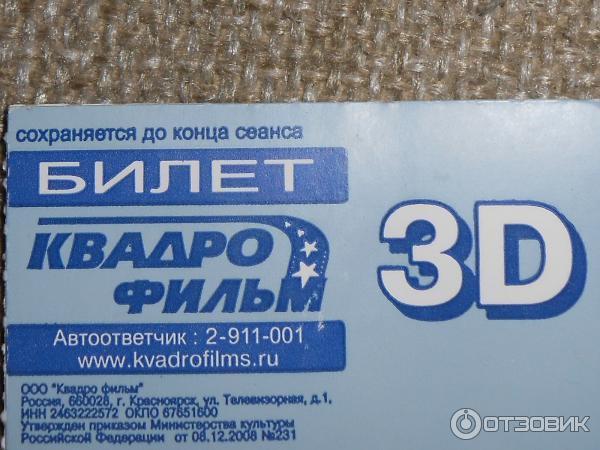 сохраняется до конца сеанса
БИЛЕТ
КВАДРО
ФИЛЬМ
3D
Автоответчик : 2-911-001
www.kvadrofilms.ru
ООО "Квадро фильм"
Россия, 660028, г. Красноярск, ул. Телевизорная, д.1,
ИНН 2463222572 ОКПО 67651600
Утвержден приказом Министерства культуры
Российской Федерации от 08.12.2008 №231
ОТЗОВИК